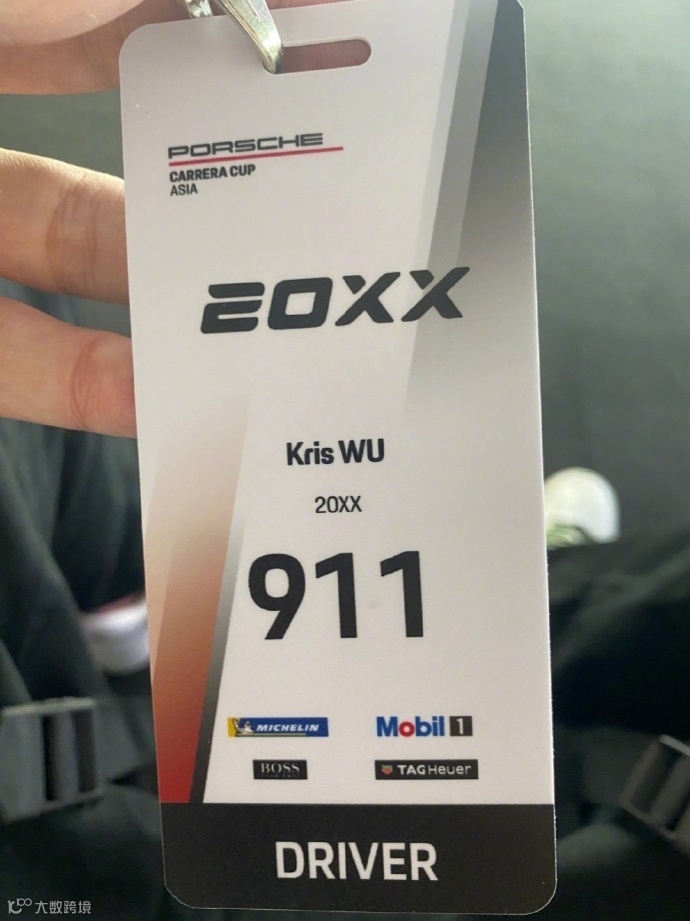 PORSCHE
CARRERA CUP
ASIA
20XX
Kris WU
20XX
911
MICHELIN
Mobil 1
BOSS
TAG Heuer
DRIVER
大数跨境